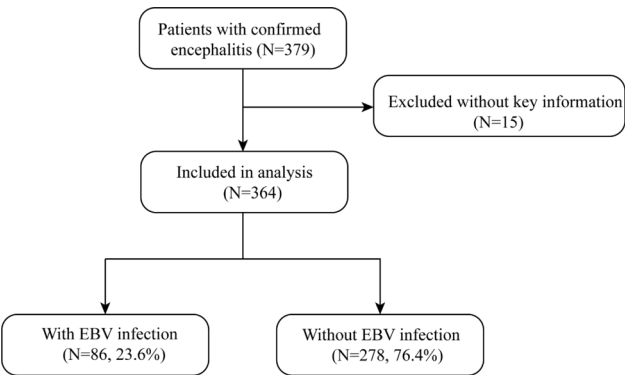 Patients with confirmed
encephalitis (N=379)
Excluded without key information
(N=15)
Included in analysis
(N=364)
With EBV infection
(N=86, 23.6%)
Without EBV infection
(N=278, 76.4%)